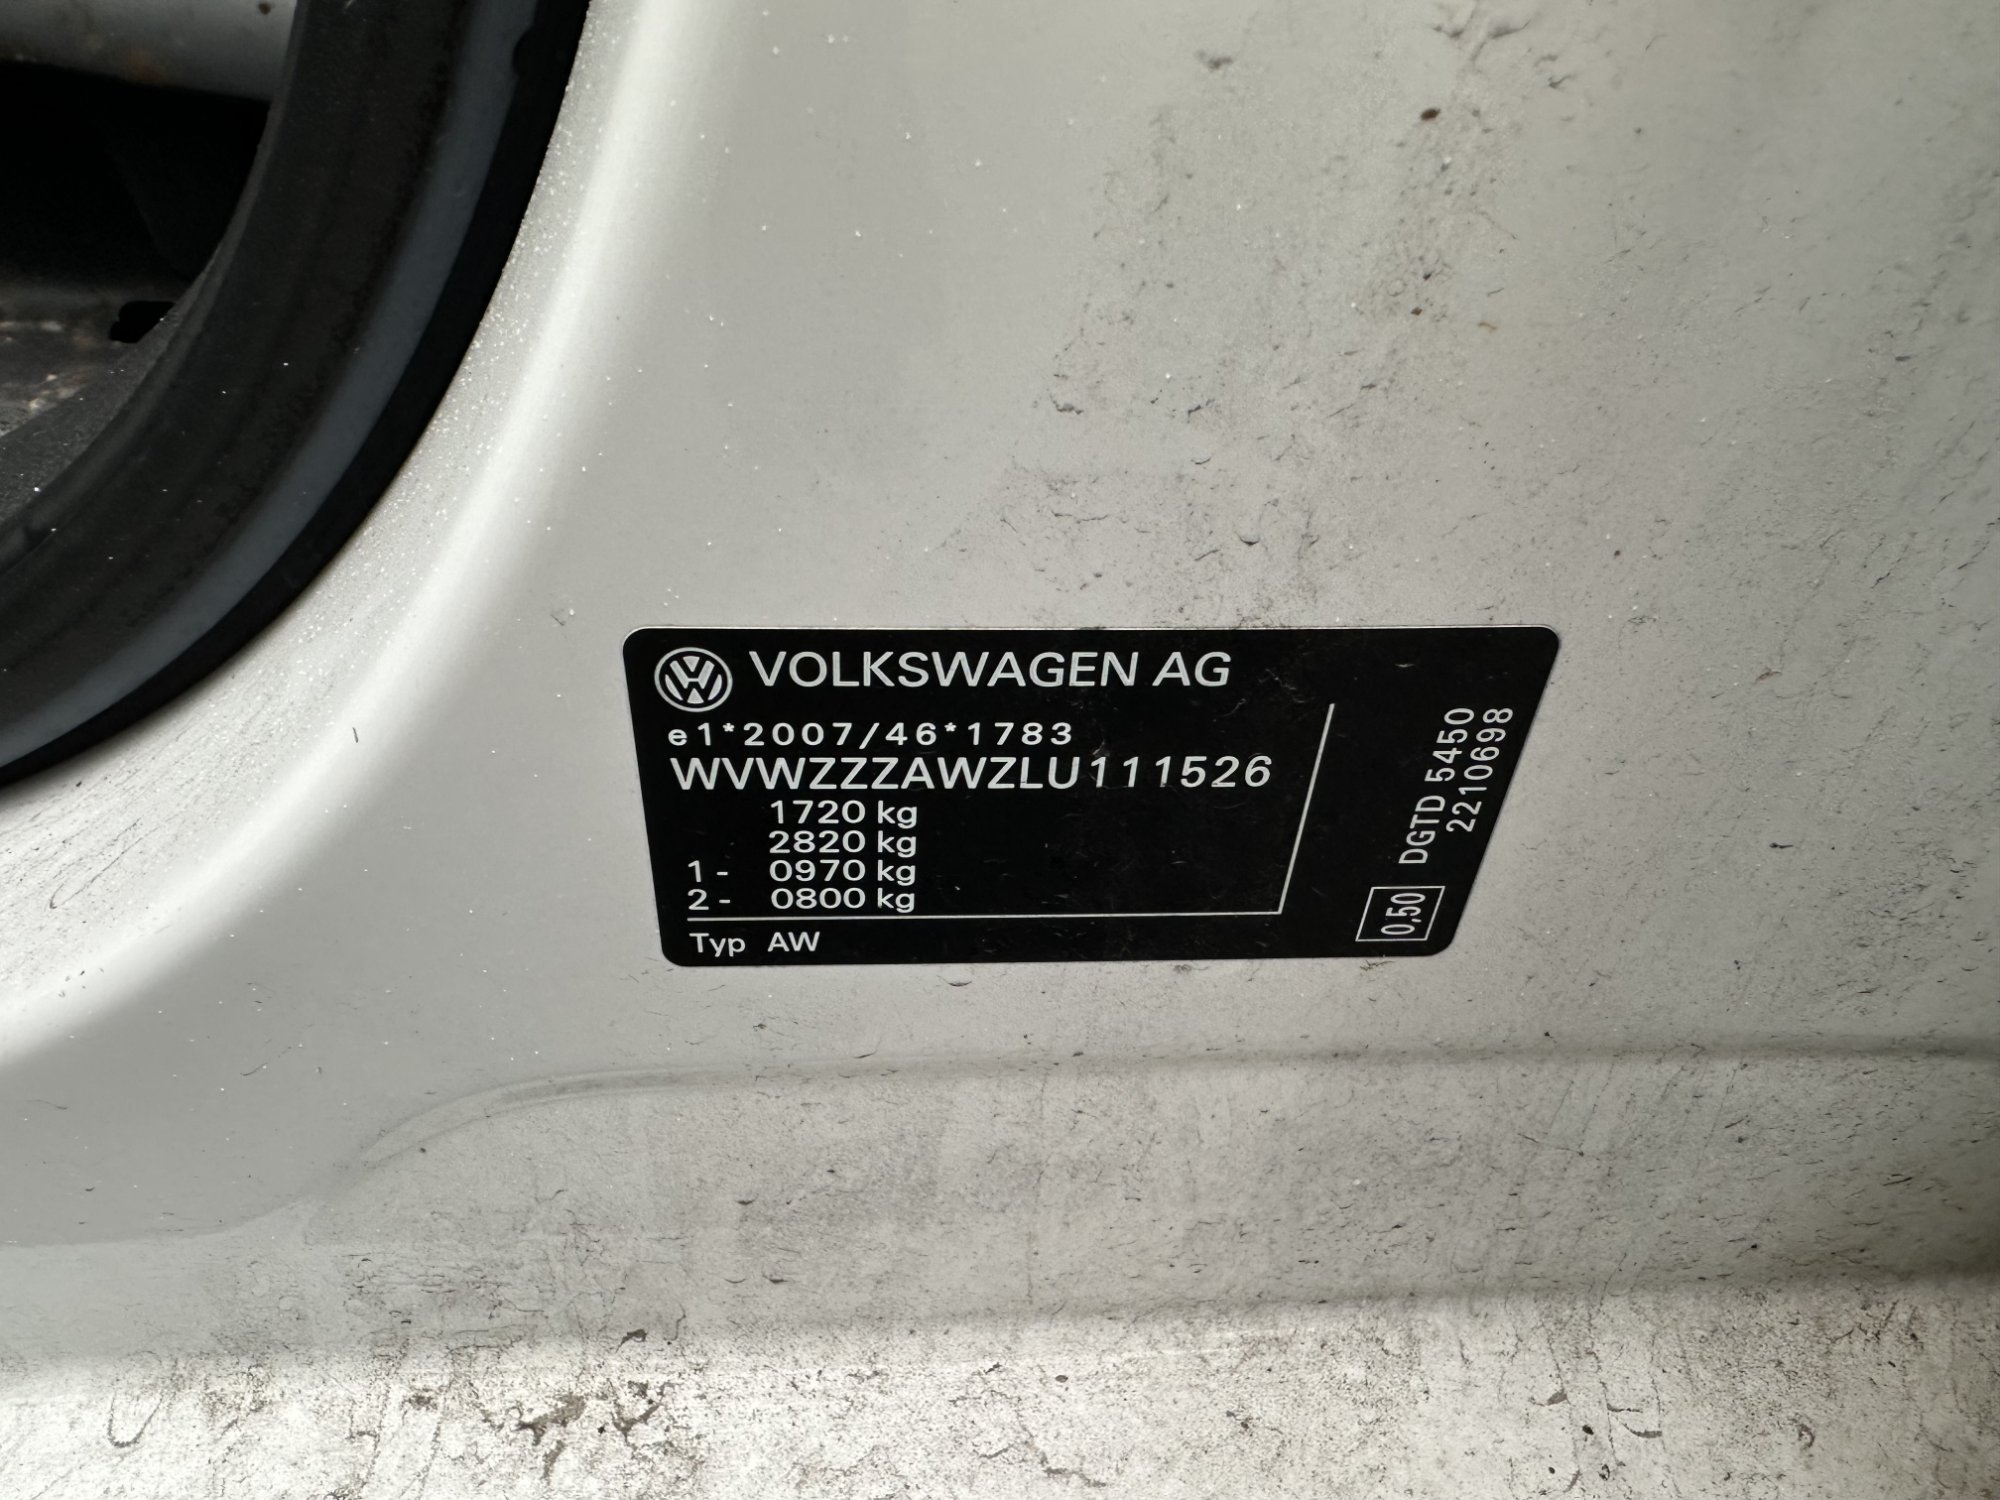 VOLKSWAGEN AG
e1*2007/46*1783
WVWZZZAWZLU111526
1720 kg
2820 kg
1- 0970 kg
2- 0800 kg
Typ AW
DGTD 5450
2210698
0,50